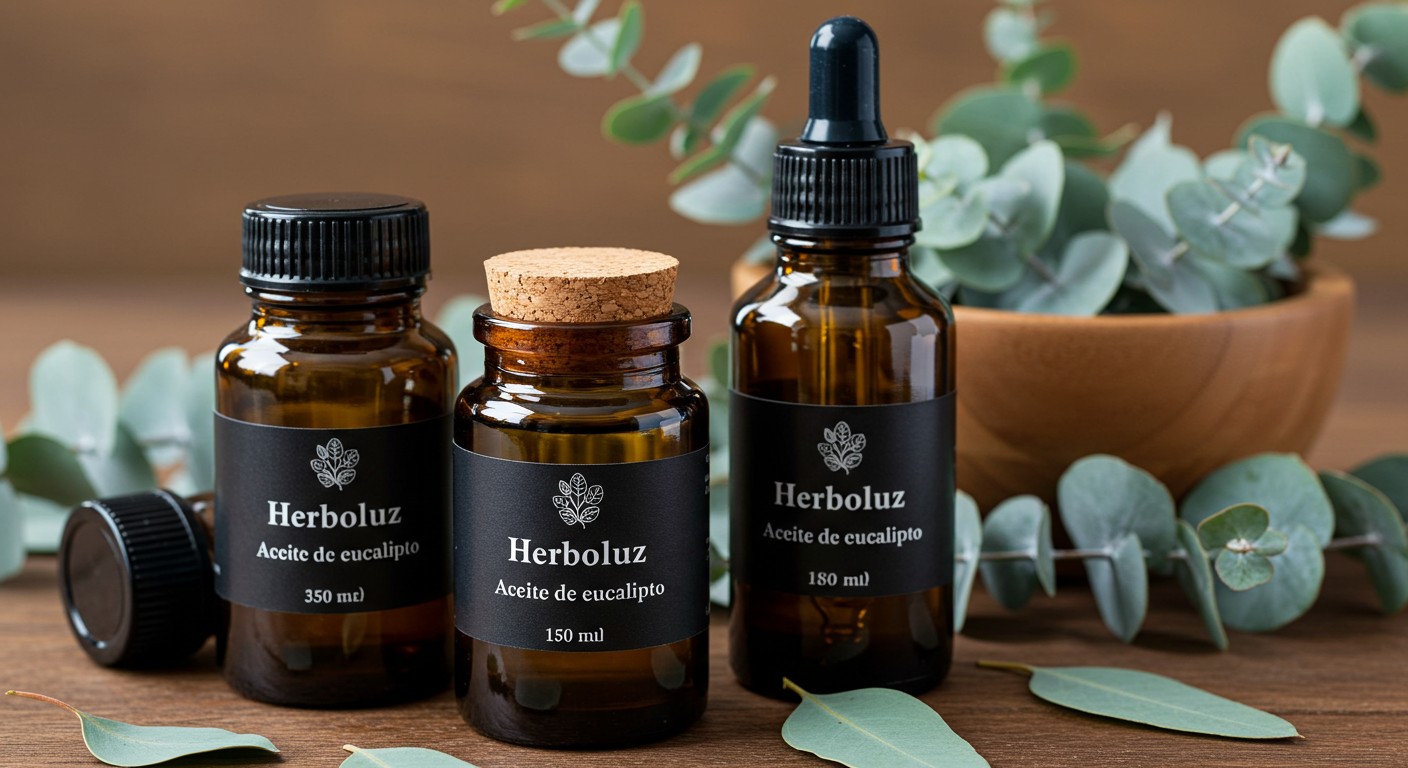 Herboluz
Aceite de eucalipto
350 ml
Herboluz
Aceite de eucalipto
150 ml
Herboluz
Aceite de eucalipto
180 ml